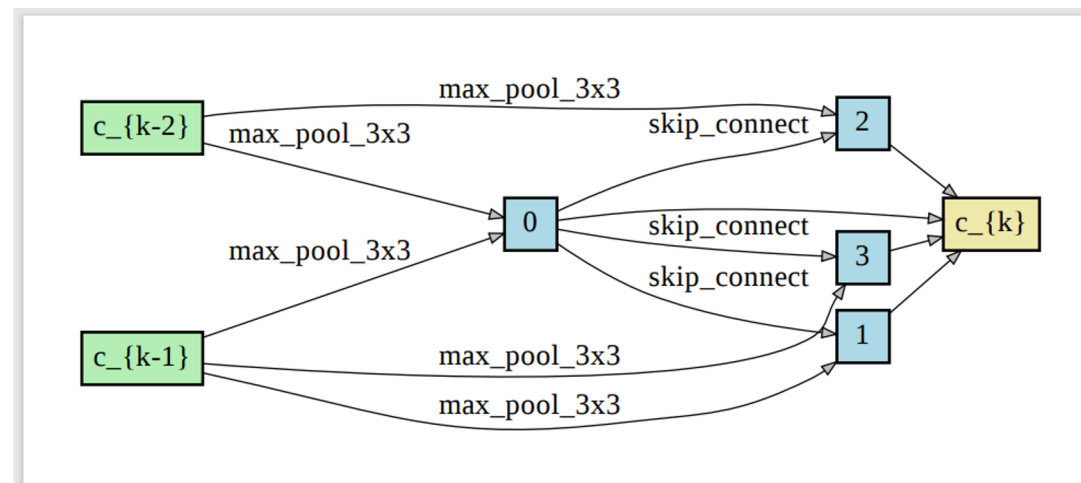 max_pool_3x3
c_{k-2}
max_pool_3x3
skip_connect
2
0
skip_connect
c_{k}
max_pool_3x3
3
skip_connect
1
c_{k-1}
max_pool_3x3
max_pool_3x3